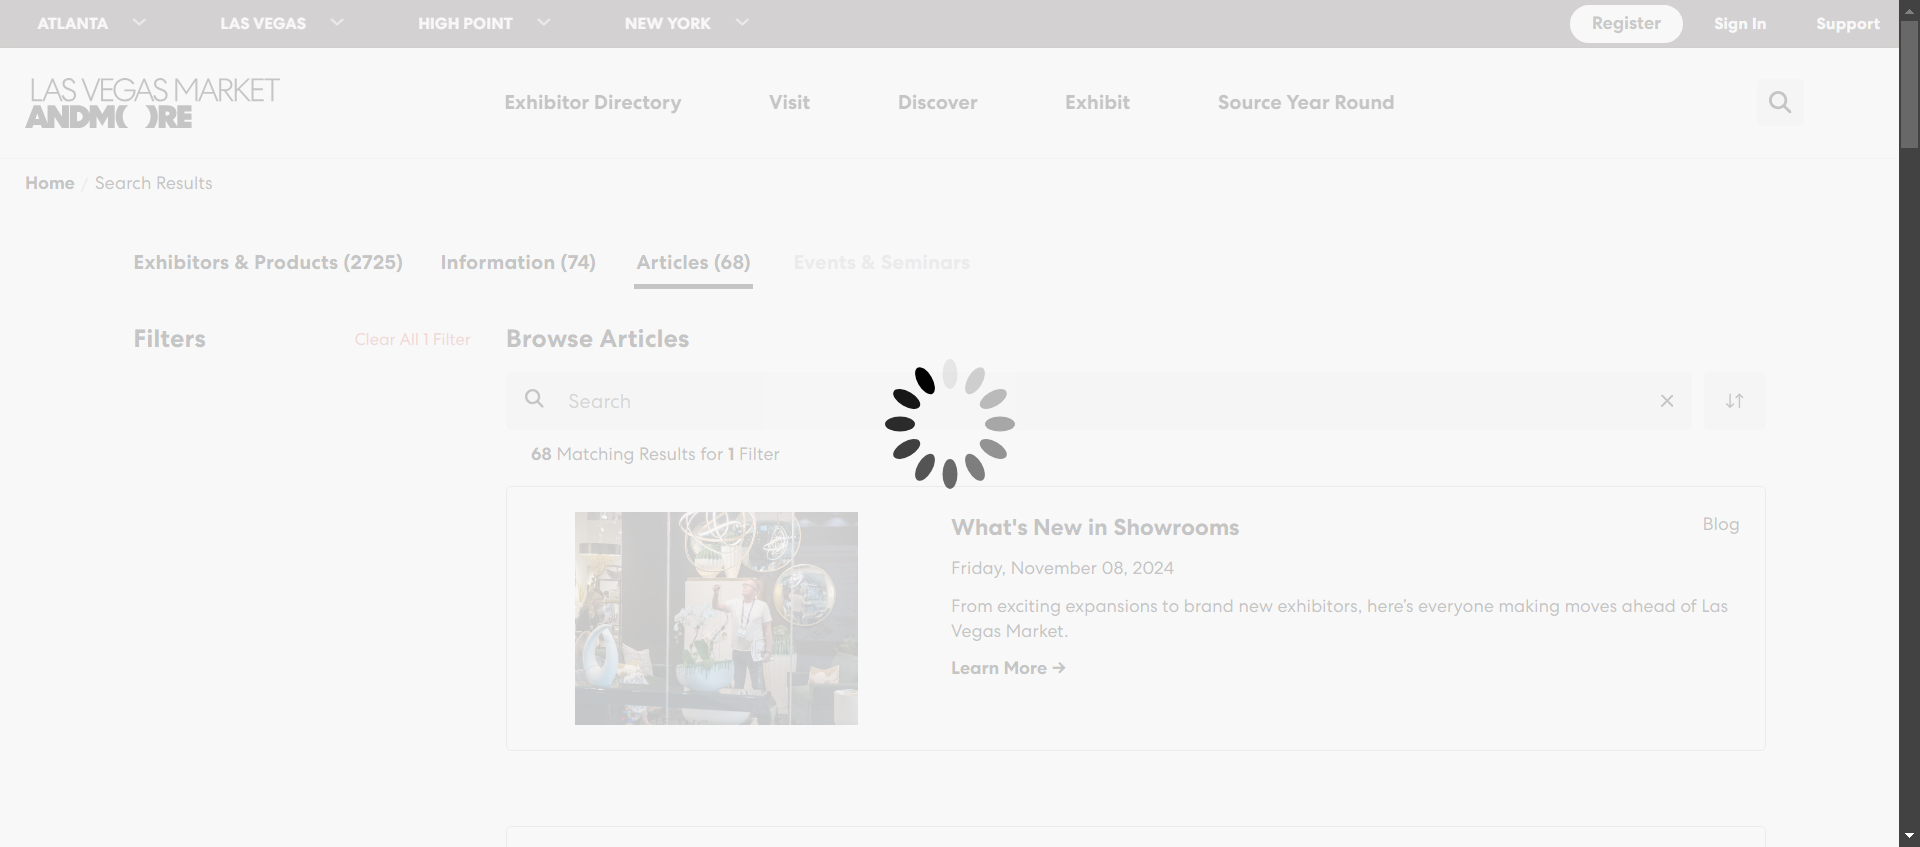 ATLANTA LAS VEGAS HIGH POINT NEW YORK Register Sign In Support
LAS VEGAS MARKET
ANDMORE
Exhibitor Directory Visit Discover Exhibit Source Year Round
Home / Search Results
Exhibitors & Products (2725) Information (74) Articles (68) Events & Seminars
Filters Clear All 1 Filter
Browse Articles
Search
68 Matching Results for 1 Filter
What's New in Showrooms
Blog
Friday, November 08, 2024
From exciting expansions to brand new exhibitors, here’s everyone making moves ahead of Las
Vegas Market.
Learn More →